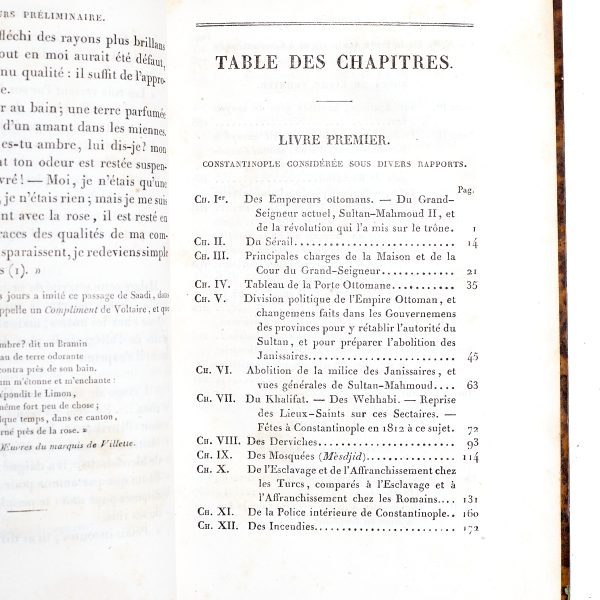 URS PRÉLIMINAIRE.
fléchi des rayons plus brillans
out en moi aurait été défaut,
nu qualité : il suffit de l'appro-
e.
r au bain; une terre parfumée
d'un amant dans les miennes.
es-tu ambre, lui dis-je? mon
nt ton odeur est restée suspen-
vré! — Moi, je n'étais qu'une
, je n'étais rien; mais je me suis
nt avec la rose, il est resté en
races des qualités de ma com-
sparaissent, je redeviens simple
s (1). »
s jours a imité ce passage de Saadi, dans
appelle un Compliment de Voltaire, et que
mbre? dit un Bramin
au de terre odorante
contra près de son bain.
um m'étonne et m'enchante :
épondit le Limon,
même fort peu de chose;
lque temps, dans ce canton,
urné près de la rose. »
Œuvres du marquis de Villette.
TABLE DES CHAPITRES.
LIVRE PREMIER.
CONSTANTINOPLE CONSIDÉRÉE SOUS DIVERS RAPPORTS.
Pag.
Ch. Ier. Des Empereurs ottomans. — Du Grand-
Seigneur actuel, Sultan-Mahmoud II, et
de la révolution qui l'a mis sur le trône. 1
Ch. II. Du Sérail............................ 14
Ch. III. Principales charges de la Maison et de la
Cour du Grand-Seigneur............... 21
Ch. IV. Tableau de la Porte Ottomane........... 35
Ch. V. Division politique de l'Empire Ottoman, et
changemens faits dans les Gouvernemens
des provinces pour y rétablir l'autorité du
Sultan, et pour préparer l'abolition des
Janissaires........................... 45
Ch. VI. Abolition de la milice des Janissaires, et
vues générales de Sultan-Mahmoud.... 63
Ch. VII. Du Khalifat. — Des Wehhabi. — Reprise
des Lieux-Saints sur ces Sectaires. —
Fêtes à Constantinople en 1812 à ce sujet. 72
Ch. VIII. Des Derviches........................ 93
Ch. IX. Des Mosquées (Mèsdjid)................ 114
Ch. X. De l'Esclavage et de l'Affranchissement chez
les Turcs, comparés à l'Esclavage et à
l'Affranchissement chez les Romains.... 131
Ch. XI. De la Police intérieure de Constantinople.. 160
Ch. XII. Des Incendies......................... 172